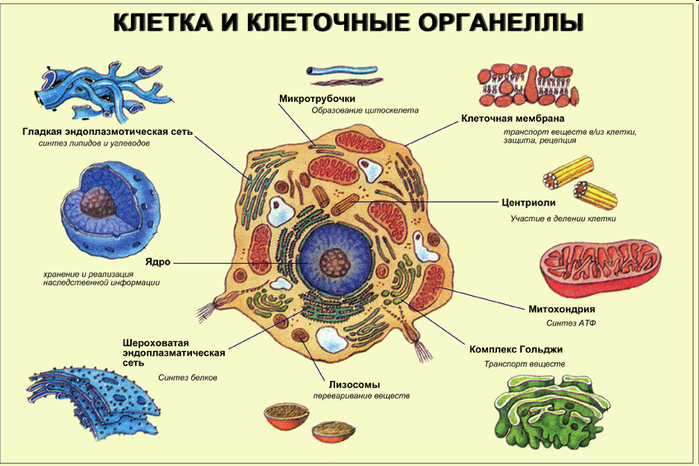 КЛЕТКА И КЛЕТОЧНЫЕ ОРГАНЕЛЛЫ
Микротрубочки
Образование цитоскелета
Клеточная мембрана
транспорт веществ в/из клетки,
защита, рецепция
Гладкая эндоплазмотическая сеть
синтез липидов и углеводов
Центриоли
Участие в делении клетки
Ядро
хранение и реализация
наследственной информации
Митохондрия
Синтез АТФ
Шероховатая
эндоплазматическая
сеть
Синтез белков
Комплекс Гольджи
Транспорт веществ
Лизосомы
переваривание веществ